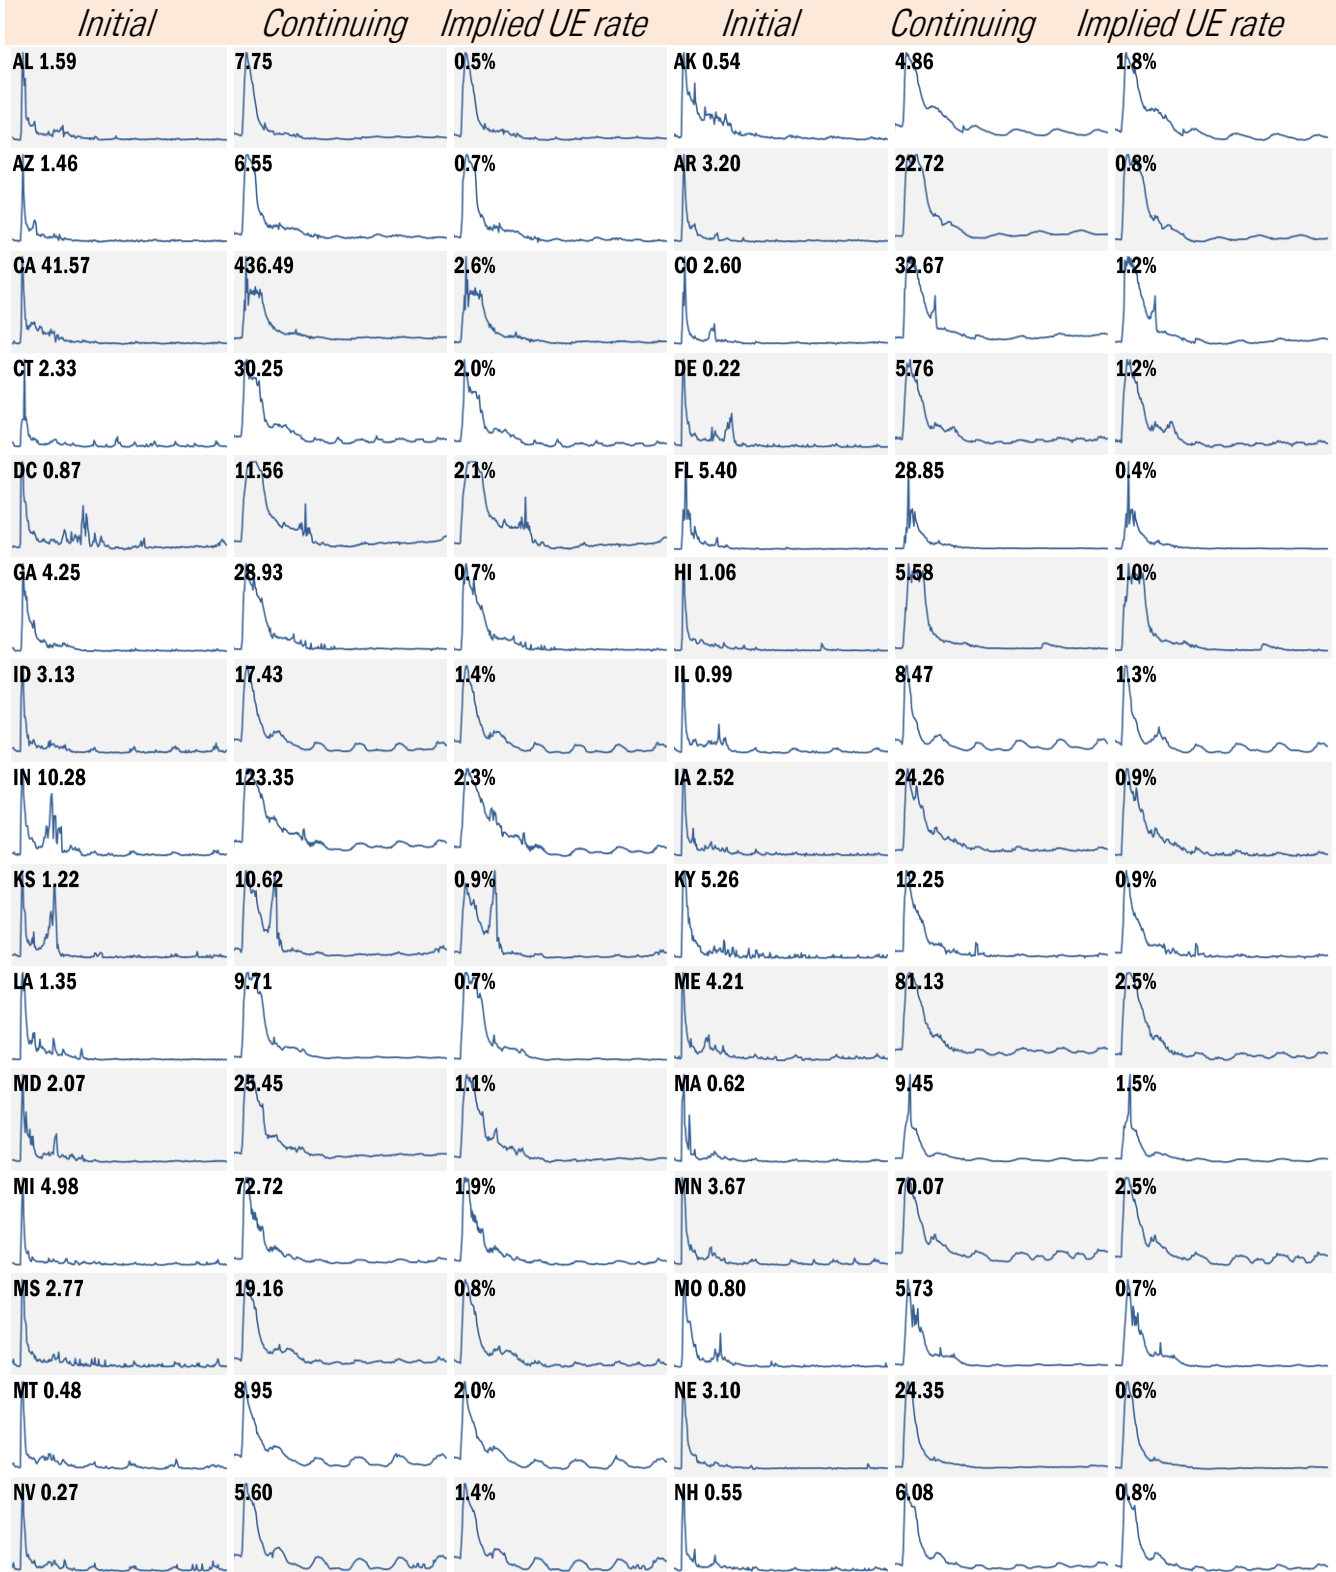 Initial Continuing Implied UE rate Initial Continuing Implied UE rate
AL 1.59 7.75 0.5% AK 0.54 4.86 1.8%
AZ 1.46 6.55 0.7% AR 3.20 22.72 0.8%
CA 41.57 436.49 2.6% CO 2.60 32.67 1.2%
CT 2.33 30.25 2.0% DE 0.22 5.76 1.2%
DC 0.87 11.56 2.1% FL 5.40 28.85 0.4%
GA 4.25 28.93 0.7% HI 1.06 5.58 1.0%
ID 3.13 17.43 1.4% IL 0.99 8.47 1.3%
IN 10.28 123.35 2.3% IA 2.52 24.26 0.9%
KS 1.22 10.62 0.9% KY 5.26 12.25 0.9%
LA 1.35 9.71 0.7% ME 4.21 81.13 2.5%
MD 2.07 25.45 1.1% MA 0.62 9.45 1.5%
MI 4.98 72.72 1.9% MN 3.67 70.07 2.5%
MS 2.77 19.16 0.8% MO 0.80 5.73 0.7%
MT 0.48 8.95 2.0% NE 3.10 24.35 0.6%
NV 0.27 5.60 1.4% NH 0.55 6.08 0.8%